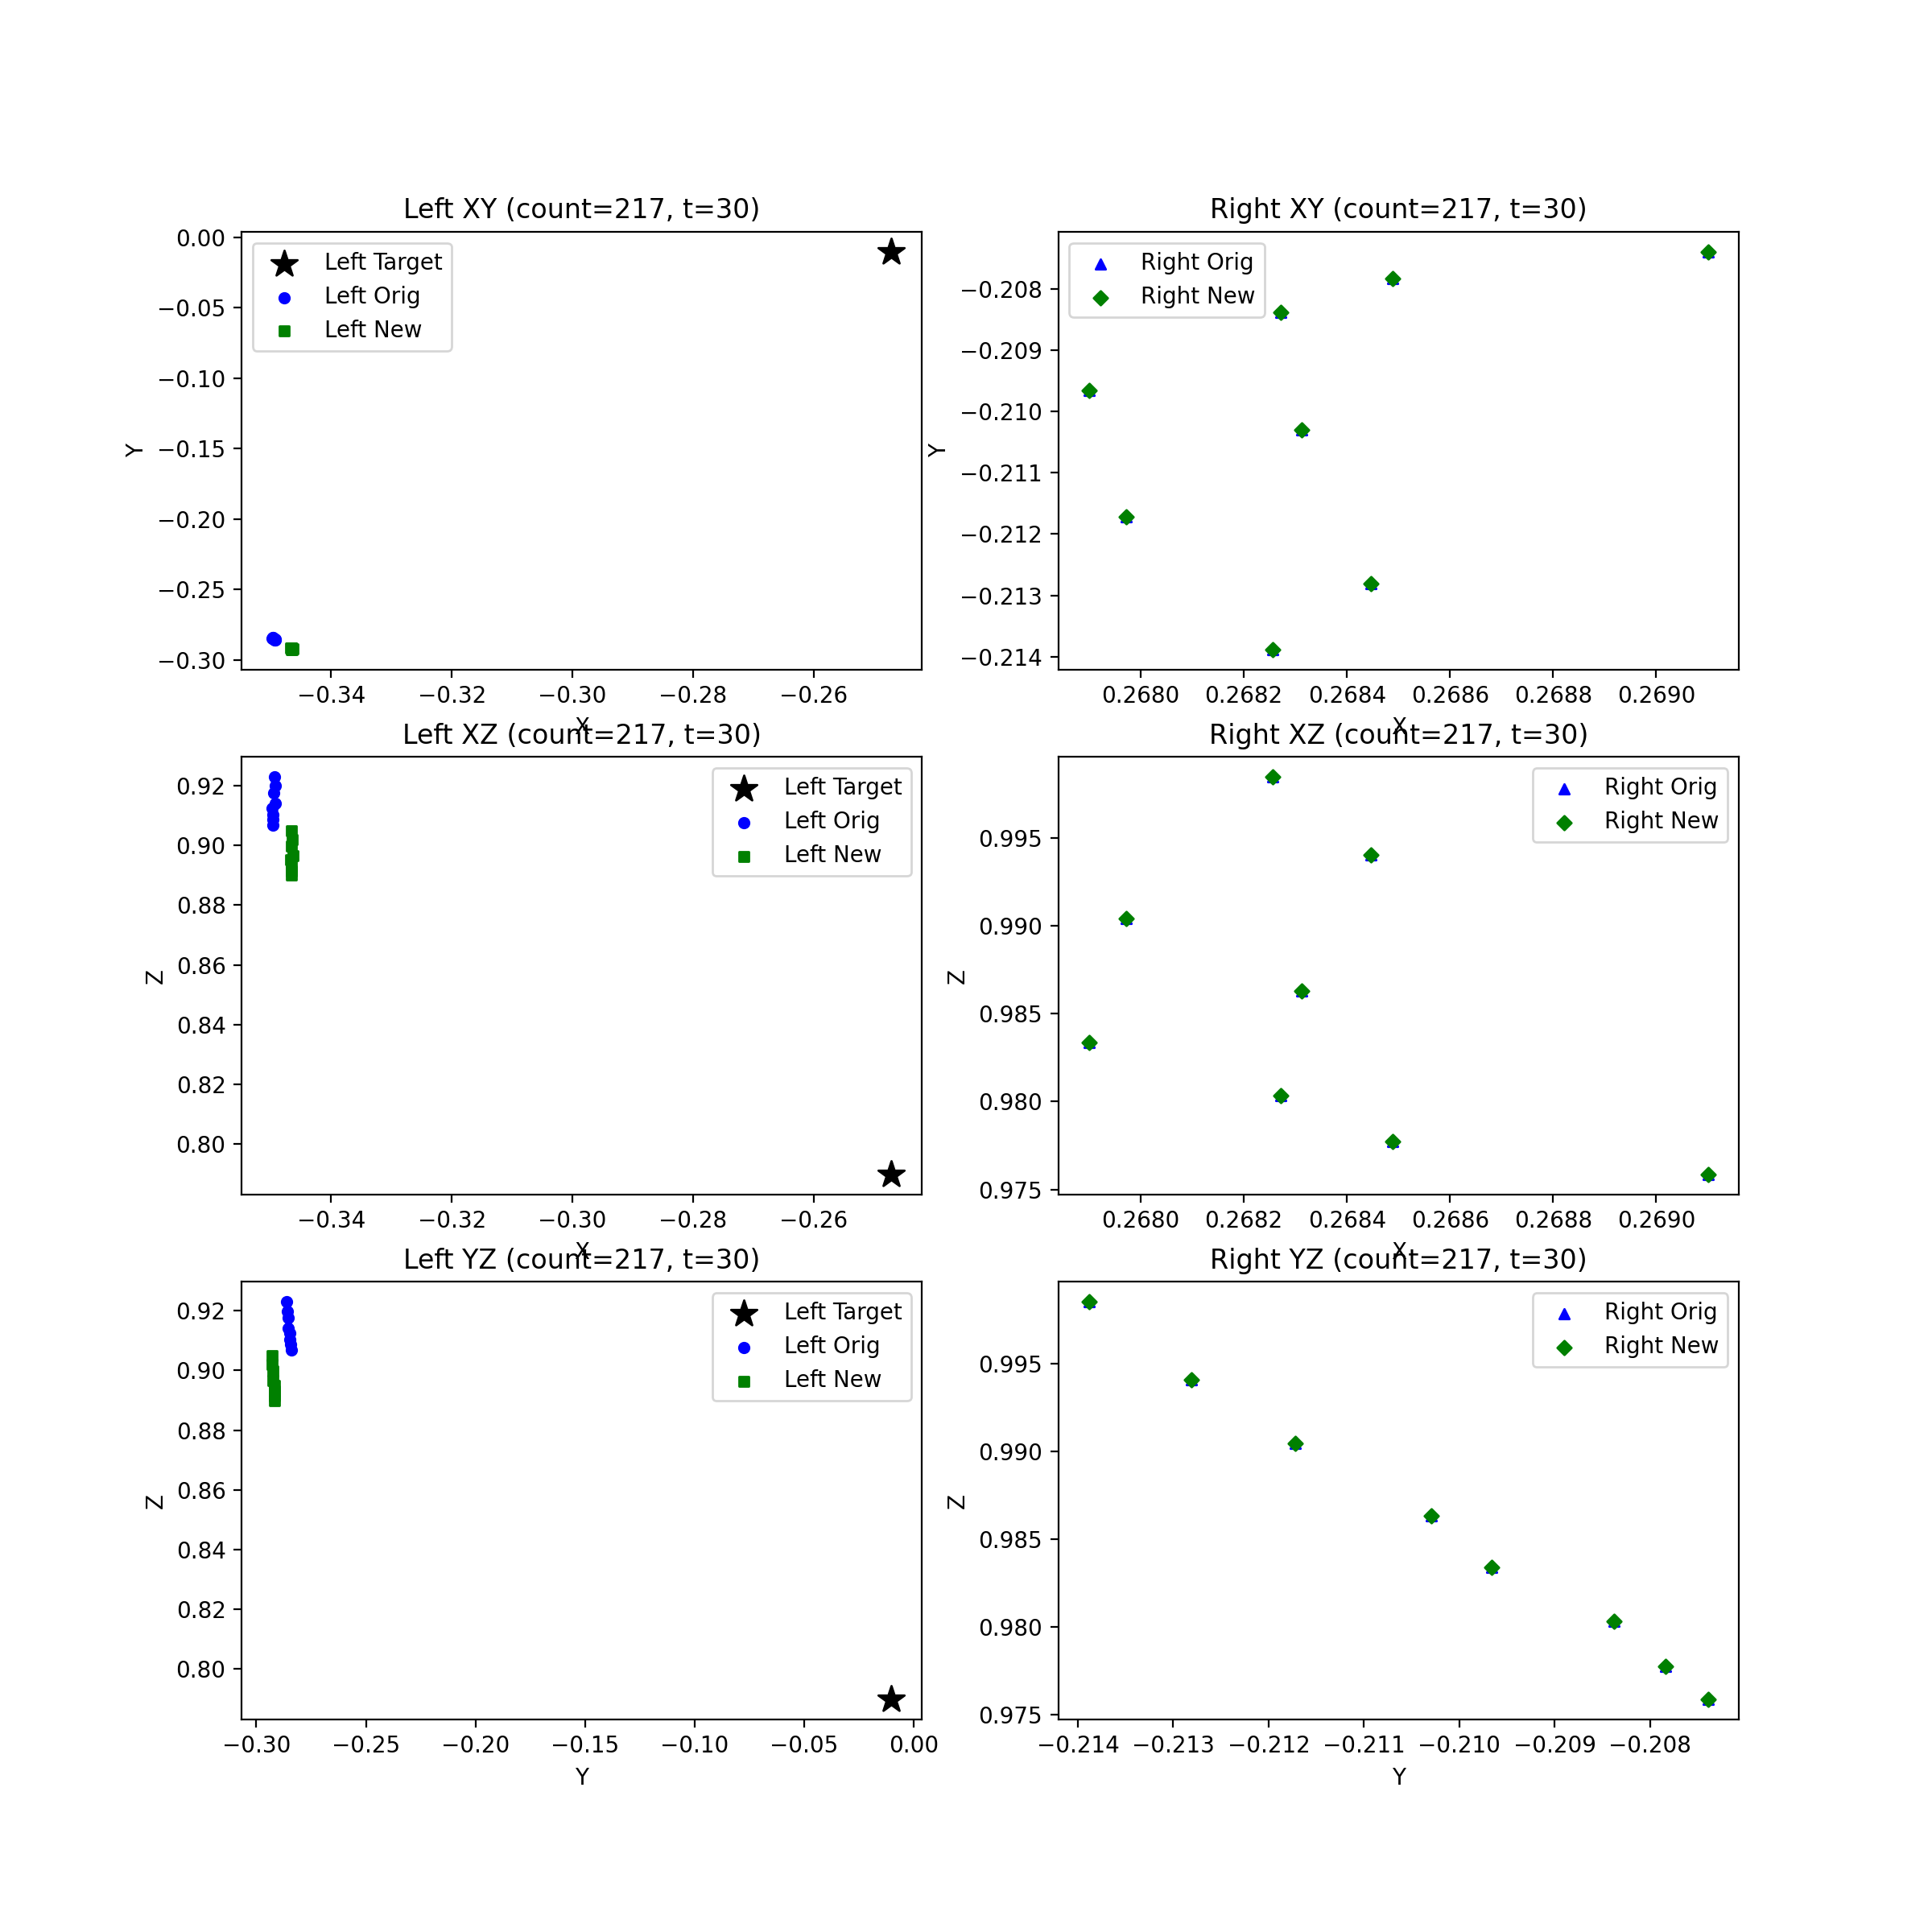 Left XY (count=217, t=30)
0.00
−0.05
−0.10
−0.15
−0.20
−0.25
−0.30
Y
Left Target
Left Orig
Left New
−0.34
−0.32
−0.30
−0.28
−0.26
X
Right XY (count=217, t=30)
−0.208
−0.209
−0.210
−0.211
−0.212
−0.213
−0.214
Y
Right Orig
Right New
0.2680
0.2682
0.2684
0.2686
0.2688
0.2690
X
Left XZ (count=217, t=30)
0.92
0.90
0.88
0.86
0.84
0.82
0.80
Z
Left Target
Left Orig
Left New
−0.34
−0.32
−0.30
−0.28
−0.26
X
Right XZ (count=217, t=30)
0.995
0.990
0.985
0.980
0.975
Z
Right Orig
Right New
0.2680
0.2682
0.2684
0.2686
0.2688
0.2690
X
Left YZ (count=217, t=30)
0.92
0.90
0.88
0.86
0.84
0.82
0.80
Z
Left Target
Left Orig
Left New
−0.30
−0.25
−0.20
−0.15
−0.10
−0.05
0.00
Y
Right YZ (count=217, t=30)
0.995
0.990
0.985
0.980
0.975
Z
Right Orig
Right New
−0.214
−0.213
−0.212
−0.211
−0.210
−0.209
−0.208
Y